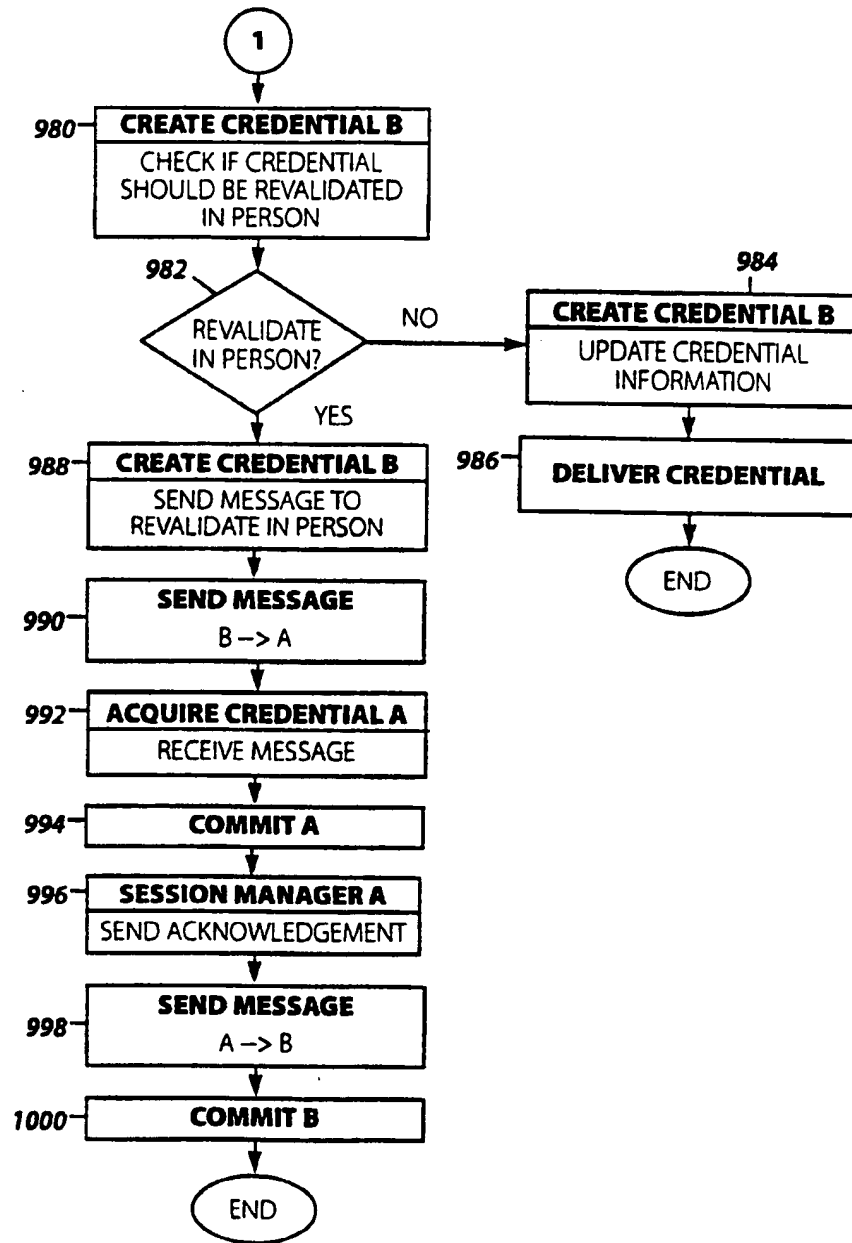 1
980
CREATE CREDENTIAL B
CHECK IF CREDENTIAL
SHOULD BE REVALIDATED
IN PERSON
982
REVALIDATE
IN PERSON?
NO
YES
984
CREATE CREDENTIAL B
UPDATE CREDENTIAL
INFORMATION
986
DELIVER CREDENTIAL
END
988
CREATE CREDENTIAL B
SEND MESSAGE TO
REVALIDATE IN PERSON
990
SEND MESSAGE
B –> A
992
ACQUIRE CREDENTIAL A
RECEIVE MESSAGE
994
COMMIT A
996
SESSION MANAGER A
SEND ACKNOWLEDGEMENT
998
SEND MESSAGE
A –> B
1000
COMMIT B
END